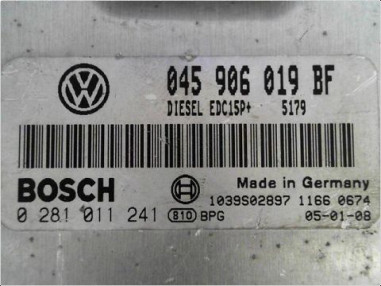 045 906 019 BF
DIESEL EDC15P+ 5179
BOSCH
Made in Germany
1039S02897 1166 0674
0 281 011 241 810 BPG 05-01-08